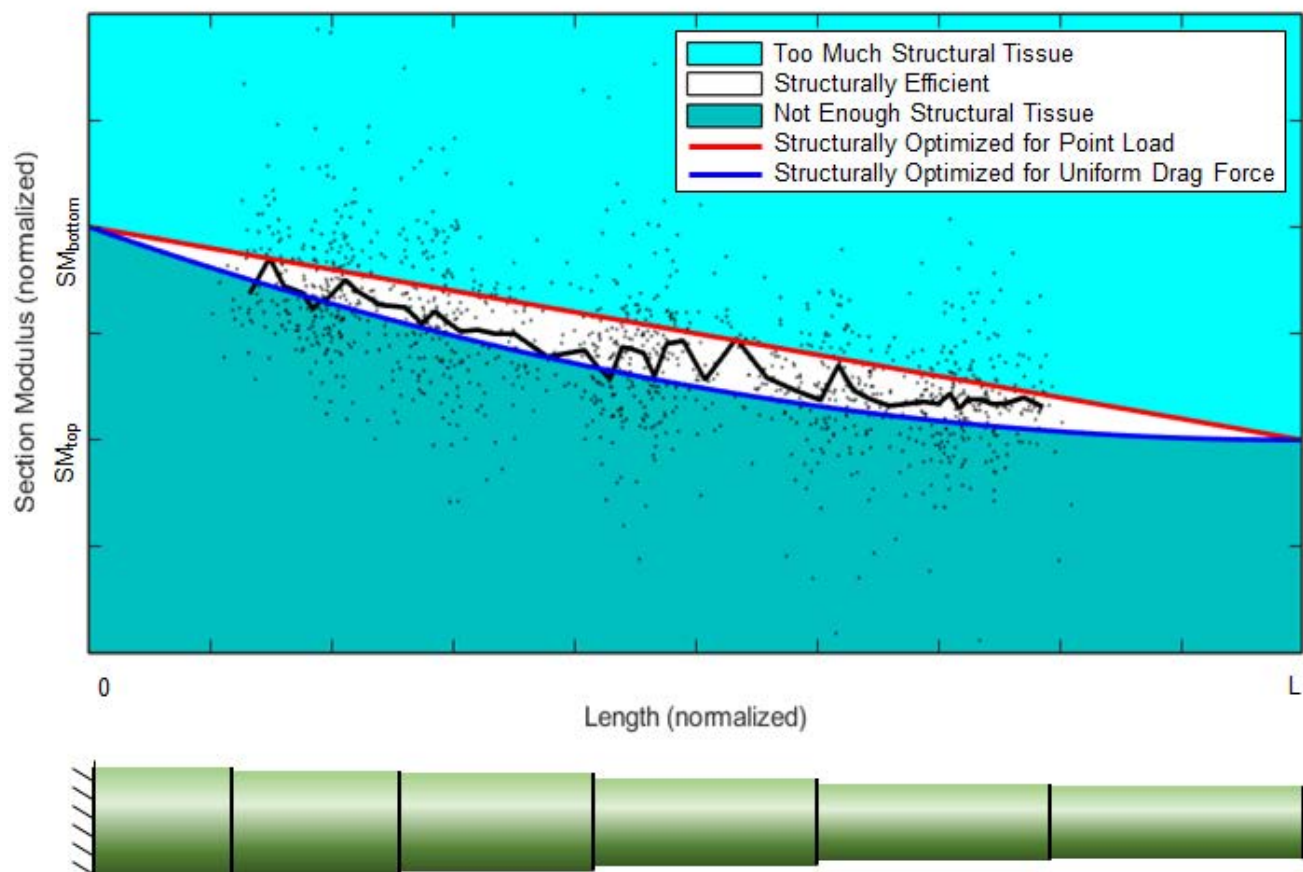 Too Much Structural Tissue
Structurally Efficient
Not Enough Structural Tissue
Structurally Optimized for Point Load
Structurally Optimized for Uniform Drag Force
Section Modulus (normalized)
SMbottom
SMtop
0
L
Length (normalized)